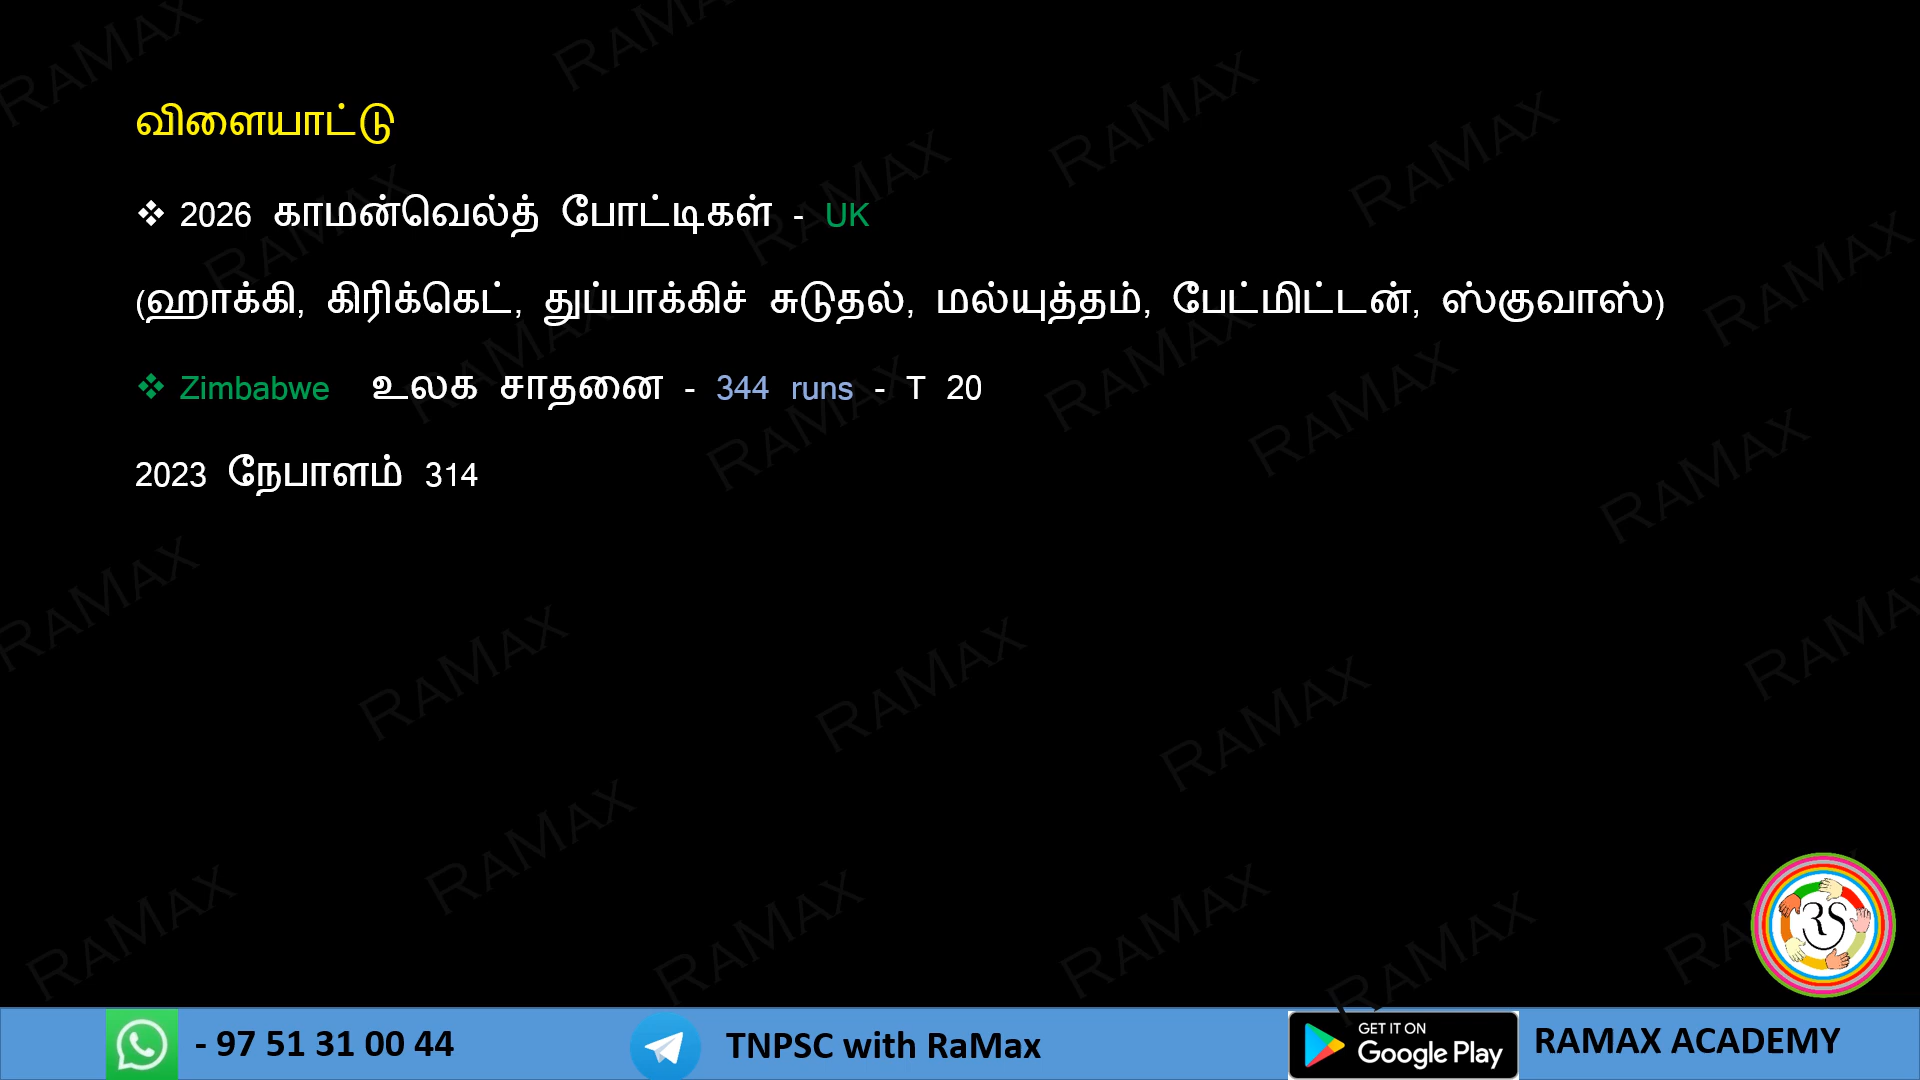 விளையாட்டு
❖ 2026 காமன்வெல்த் போட்டிகள் - UK
(ஹாக்கி, கிரிக்கெட், துப்பாக்கிச் சுடுதல், மல்யுத்தம், பேட்மிட்டன், ஸ்குவாஸ்)
❖ Zimbabwe உலக சாதனை - 344 runs - T 20
2023 நேபாளம் 314
- 97 51 31 00 44
TNPSC with RaMax
GET IT ON
Google Play
RAMAX ACADEMY
RAMAX